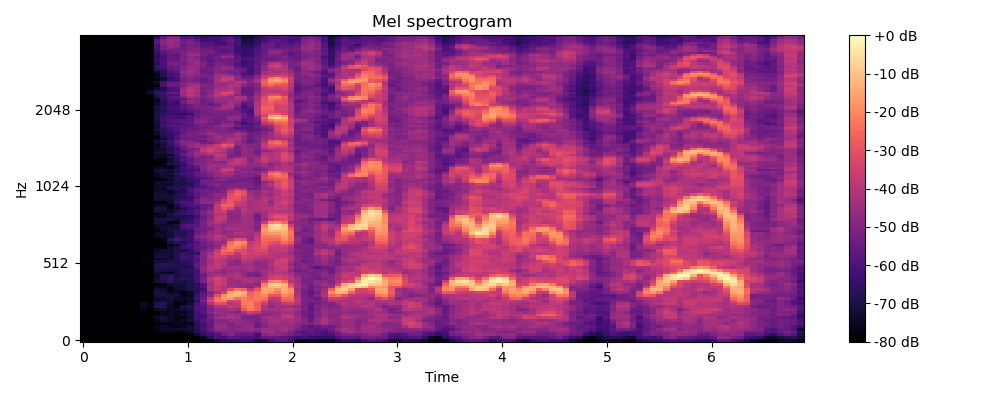 Mel spectrogram
Hz
2048
1024
512
0
0 1 2 3 4 5 6
Time
+0 dB
-10 dB
-20 dB
-30 dB
-40 dB
-50 dB
-60 dB
-70 dB
-80 dB